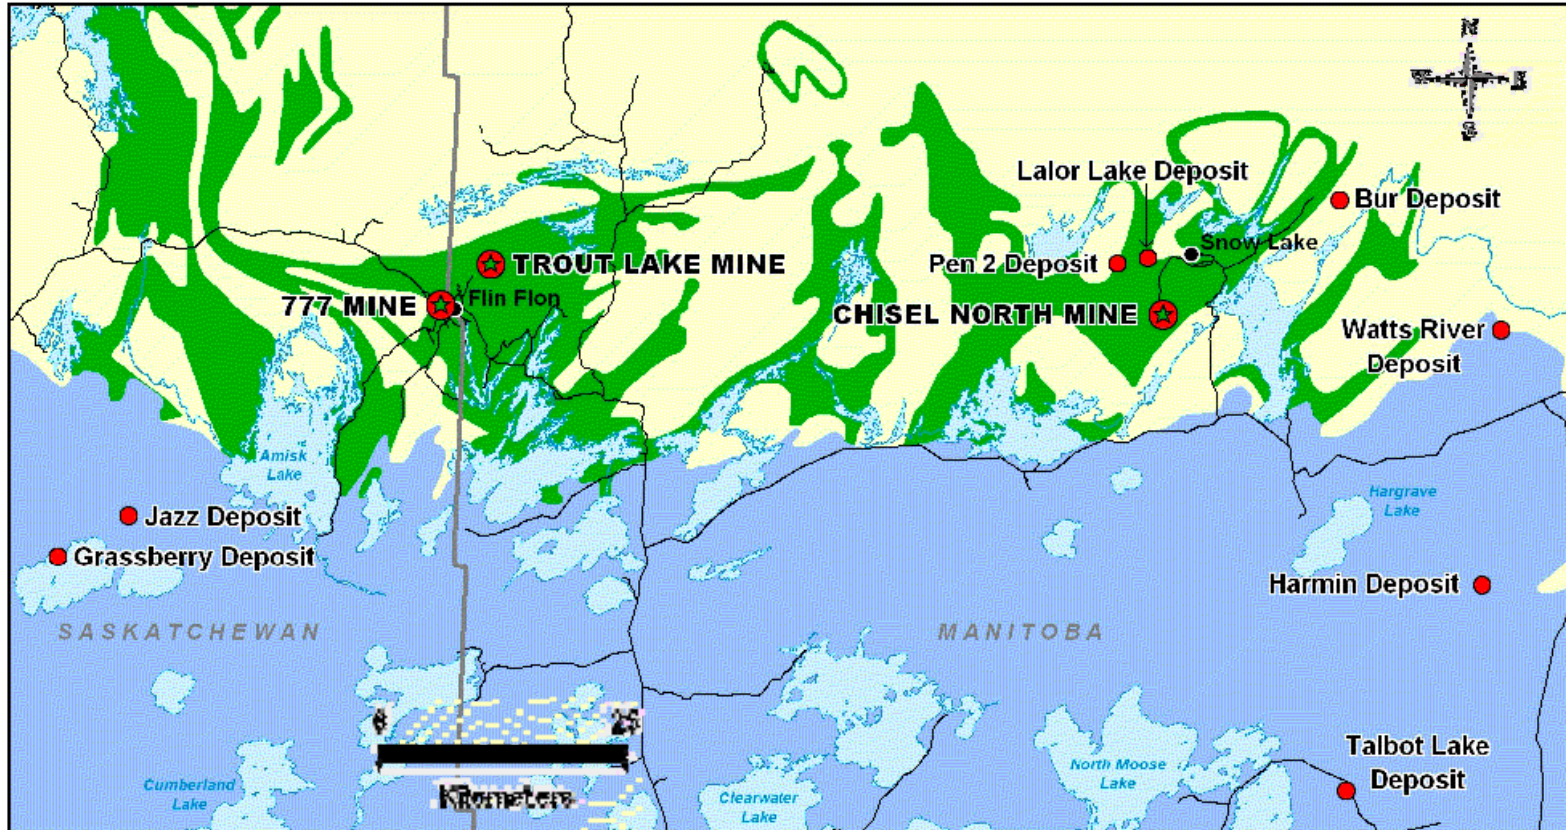 N
W E
S
Lalor Lake Deposit
Bur Deposit
Snow Lake
Pen 2 Deposit
TROUT LAKE MINE
777 MINE
Flin Flon
CHISEL NORTH MINE
Watts River
Deposit
Amisk
Lake
Hargrave
Lake
Jazz Deposit
Grassberry Deposit
Harmin Deposit
SASKATCHEWAN
MANITOBA
0 25
Kilometers
Talbot Lake
Deposit
North Moose
Lake
Cumberland
Lake
Clearwater
Lake